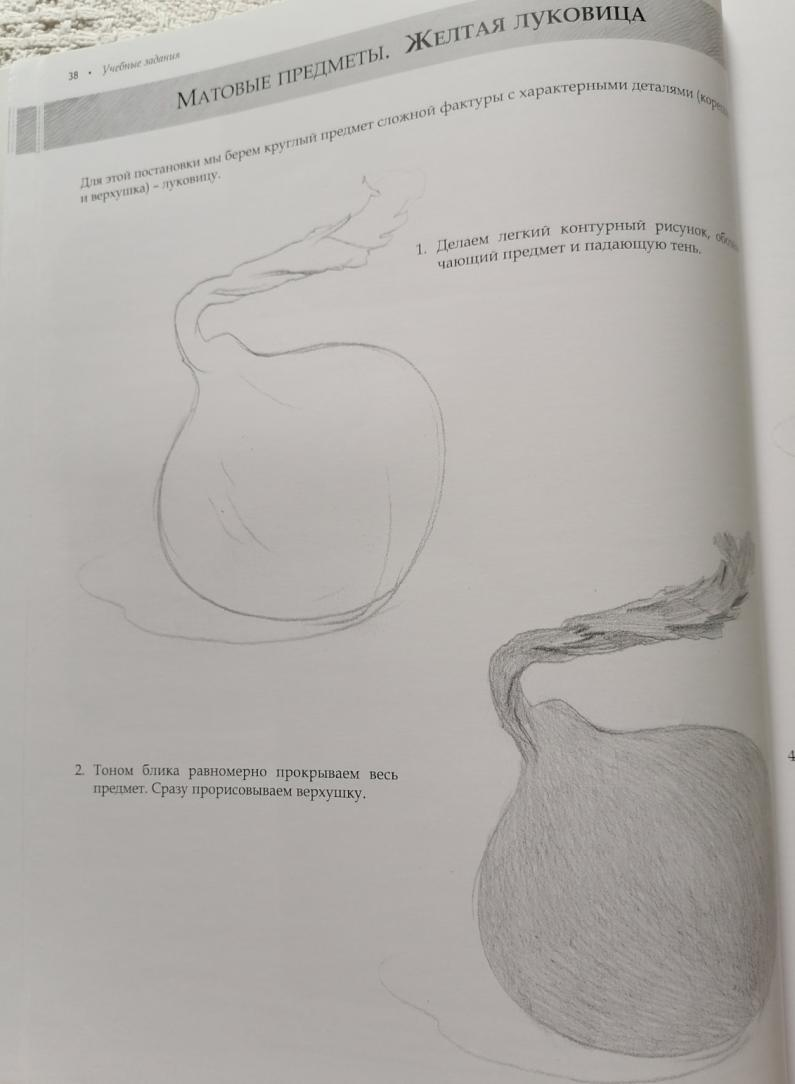 38 • Учебные задания
Матовые предметы. Желтая луковица
Для этой постановки мы берем круглый предмет сложной фактуры с характерными деталями
и верхушка) – луковицу.
1. Делаем легкий контурный рисунок,
чающий предмет и падающую тень.
2. Тоном блика равномерно прокрываем весь
предмет. Сразу прорисовываем верхушку.
4